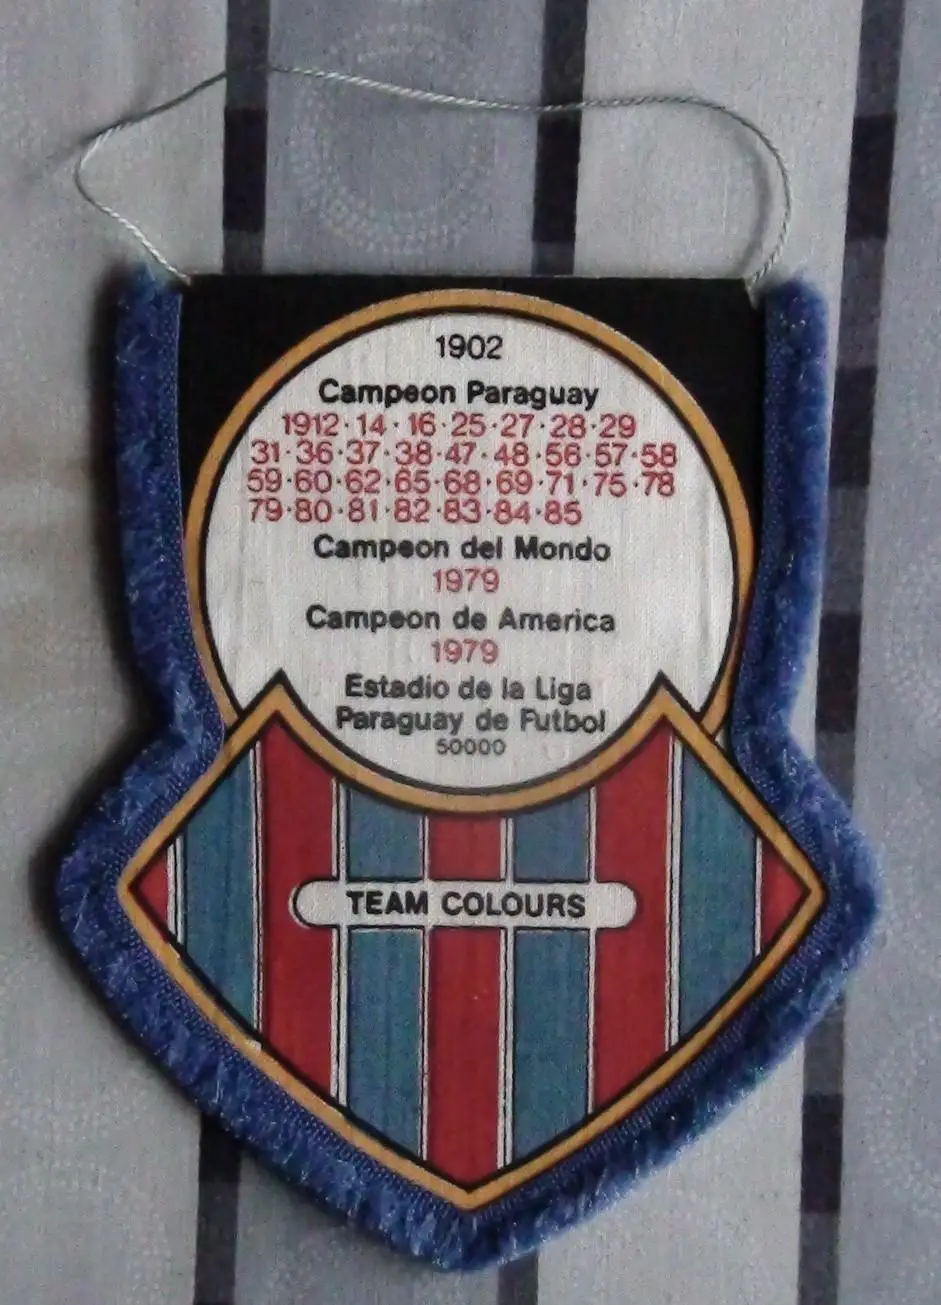 1902
Campeon Paraguay
1912·14·16·25·27·28·29
31·36·37·38·47·48·56·57·58
59·60·62·65·68·69·71·75·78
79·80·81·82·83·84·85
Campeon del Mondo
1979
Campeon de America
1979
Estadio de la Liga
Paraguay de Futbol
50000
TEAM COLOURS